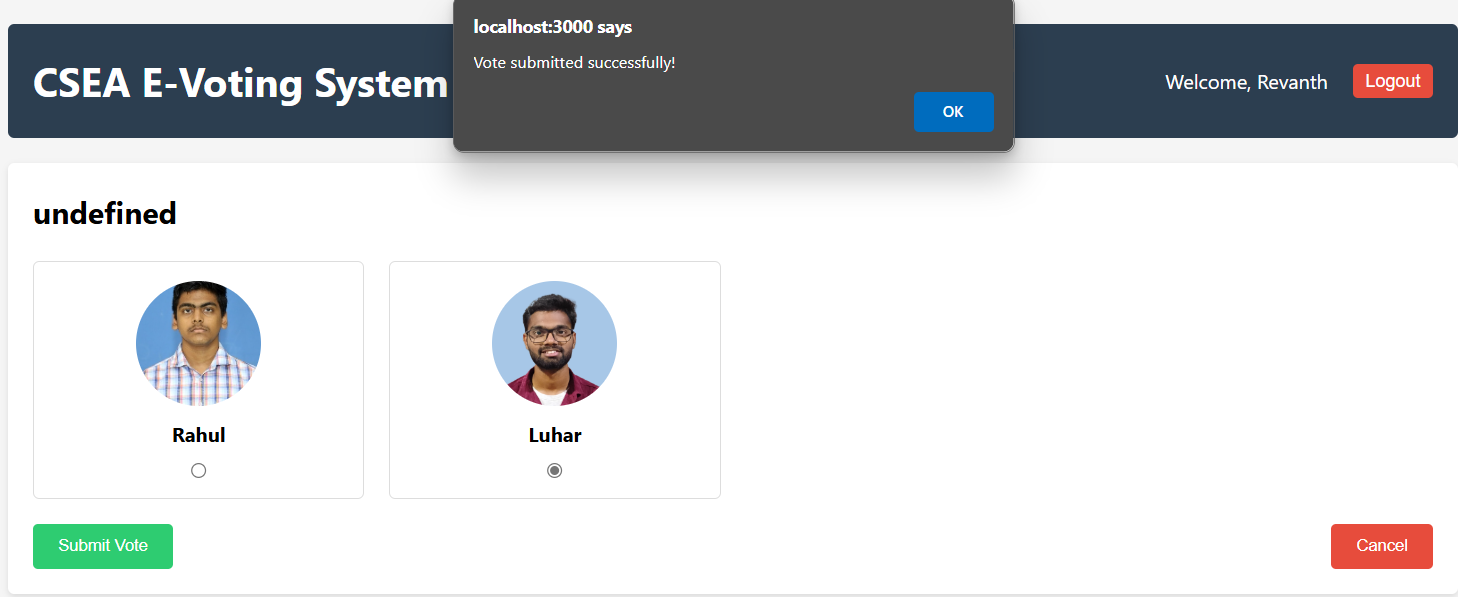 localhost:3000 says
Vote submitted successfully!
OK
CSEA E-Voting System
Welcome, Revanth
Logout
undefined
Rahul
Luhar
Submit Vote
Cancel